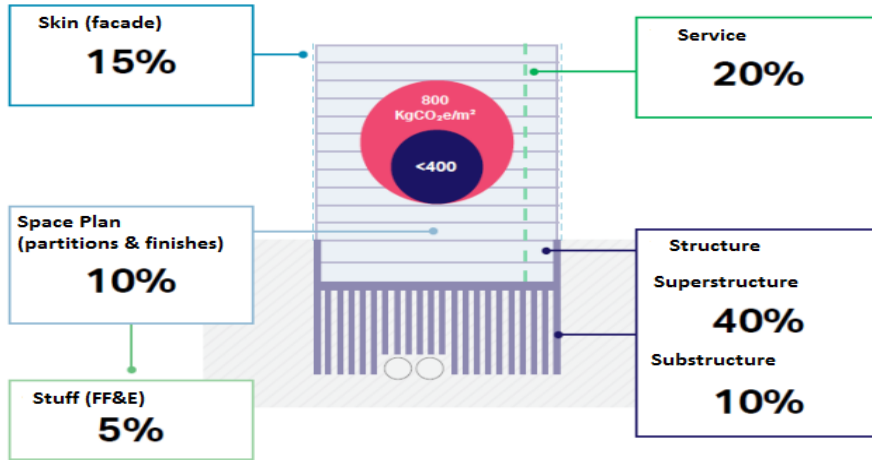 Skin (facade)
15%
Service
20%
800
KgCO₂e/m²
<400
Space Plan
(partitions & finishes)
10%
Structure
Superstructure
40%
Substructure
10%
Stuff (FF&E)
5%